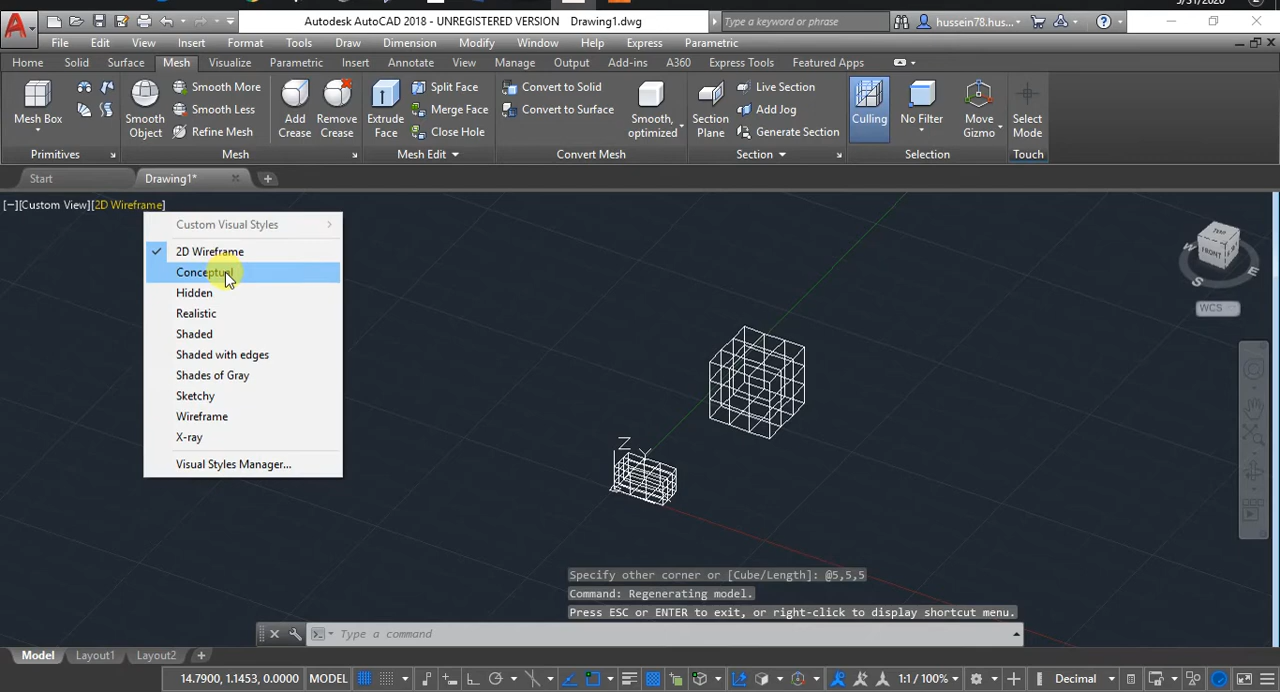 5/31/2020
Autodesk AutoCAD 2018 - UNREGISTERED VERSION Drawing1.dwg Type a keyword or phrase hussein78.hus...
File Edit View Insert Format Tools Draw Dimension Modify Window Help Express Parametric
Home Solid Surface Mesh Visualize Parametric Insert Annotate View Manage Output Add-ins A360 Express Tools Featured Apps
Smooth More Split Face Convert to Solid Live Section
Smooth Less Merge Face Convert to Surface Add Jog
Mesh Box Smooth Object Refine Mesh Add Crease Remove Crease Extrude Face Close Hole Smooth, optimized Section Plane Generate Section Culling No Filter Move Gizmo Select Mode
Primitives Mesh Mesh Edit Convert Mesh Section Selection Touch
Start Drawing1*
[−][Custom View][2D Wireframe]
Custom Visual Styles
2D Wireframe
Conceptual
Hidden
Realistic
Shaded
Shaded with edges
Shades of Gray
Sketchy
Wireframe
X-ray
Visual Styles Manager...
FRONT
W
E
S
WCS
Z
Y
Specify other corner or [Cube/Length]: @5,5,5
Command: Regenerating model.
Press ESC or ENTER to exit, or right-click to display shortcut menu.
Type a command
Model Layout1 Layout2
14.7900, 1.1453, 0.0000 MODEL 1:1 / 100% Decimal